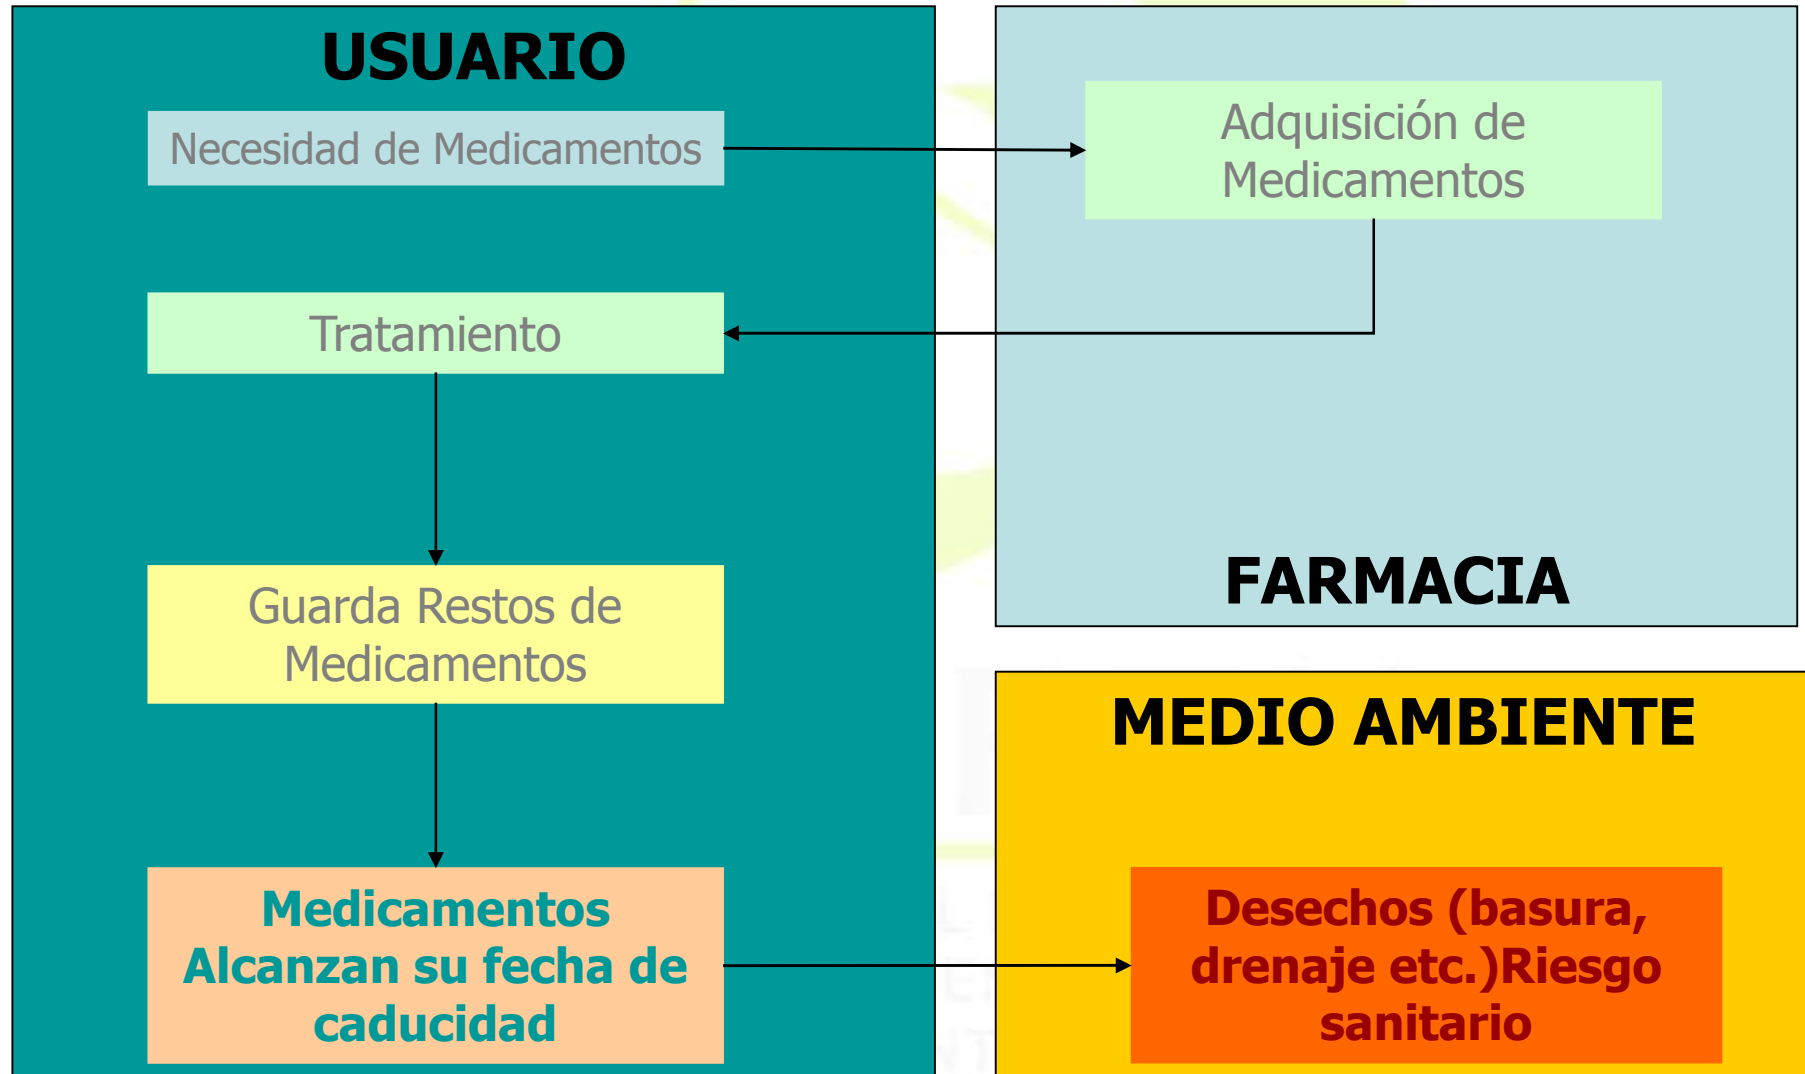 USUARIO
Necesidad de Medicamentos
Adquisición de
Medicamentos
Tratamiento
Guarda Restos de
Medicamentos
FARMACIA
MEDIO AMBIENTE
Medicamentos
Alcanzan su fecha de
caducidad
Desechos (basura,
drenaje etc.)Riesgo
sanitario